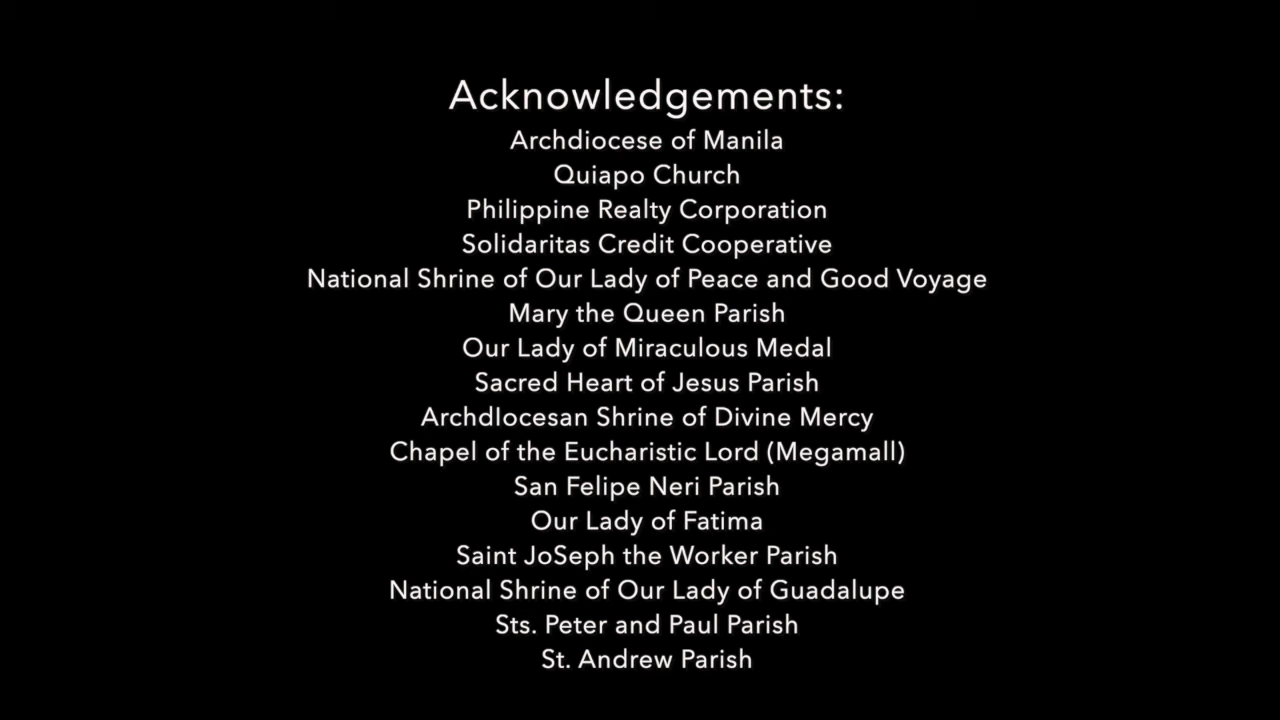 Acknowledgements:
Archdiocese of Manila
Quiapo Church
Philippine Realty Corporation
Solidaritas Credit Cooperative
National Shrine of Our Lady of Peace and Good Voyage
Mary the Queen Parish
Our Lady of Miraculous Medal
Sacred Heart of Jesus Parish
ArchdIocesan Shrine of Divine Mercy
Chapel of the Eucharistic Lord (Megamall)
San Felipe Neri Parish
Our Lady of Fatima
Saint JoSeph the Worker Parish
National Shrine of Our Lady of Guadalupe
Sts. Peter and Paul Parish
St. Andrew Parish